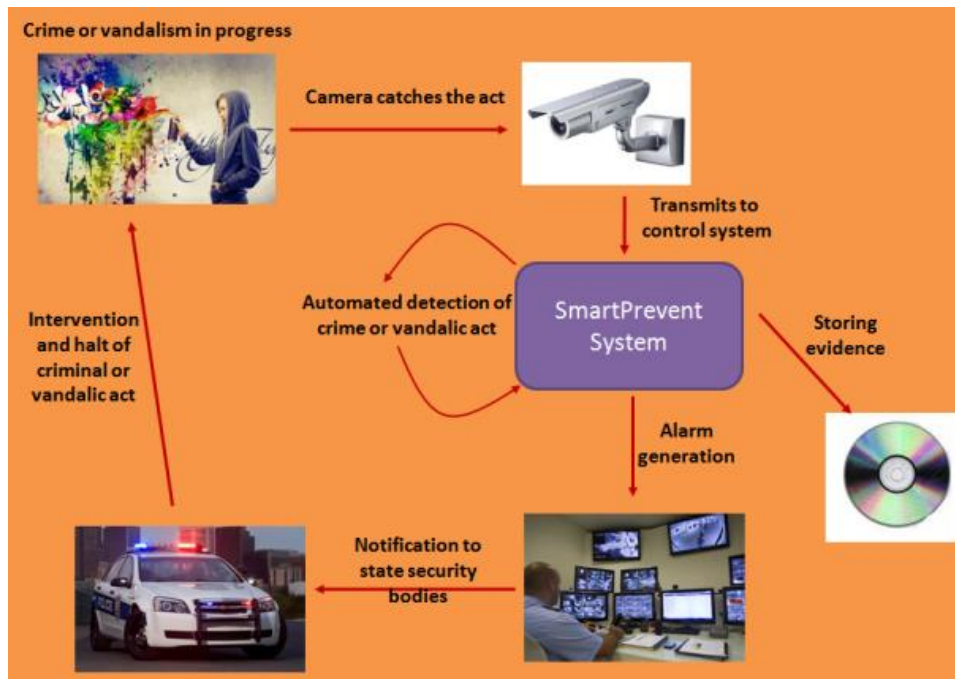 Crime or vandalism in progress
Camera catches the act
Transmits to
control system
Automated detection of
crime or vandalic act
SmartPrevent
System
Storing
evidence
Intervention
and halt of
criminal or
vandalic act
Alarm
generation
Notification to
state security
bodies